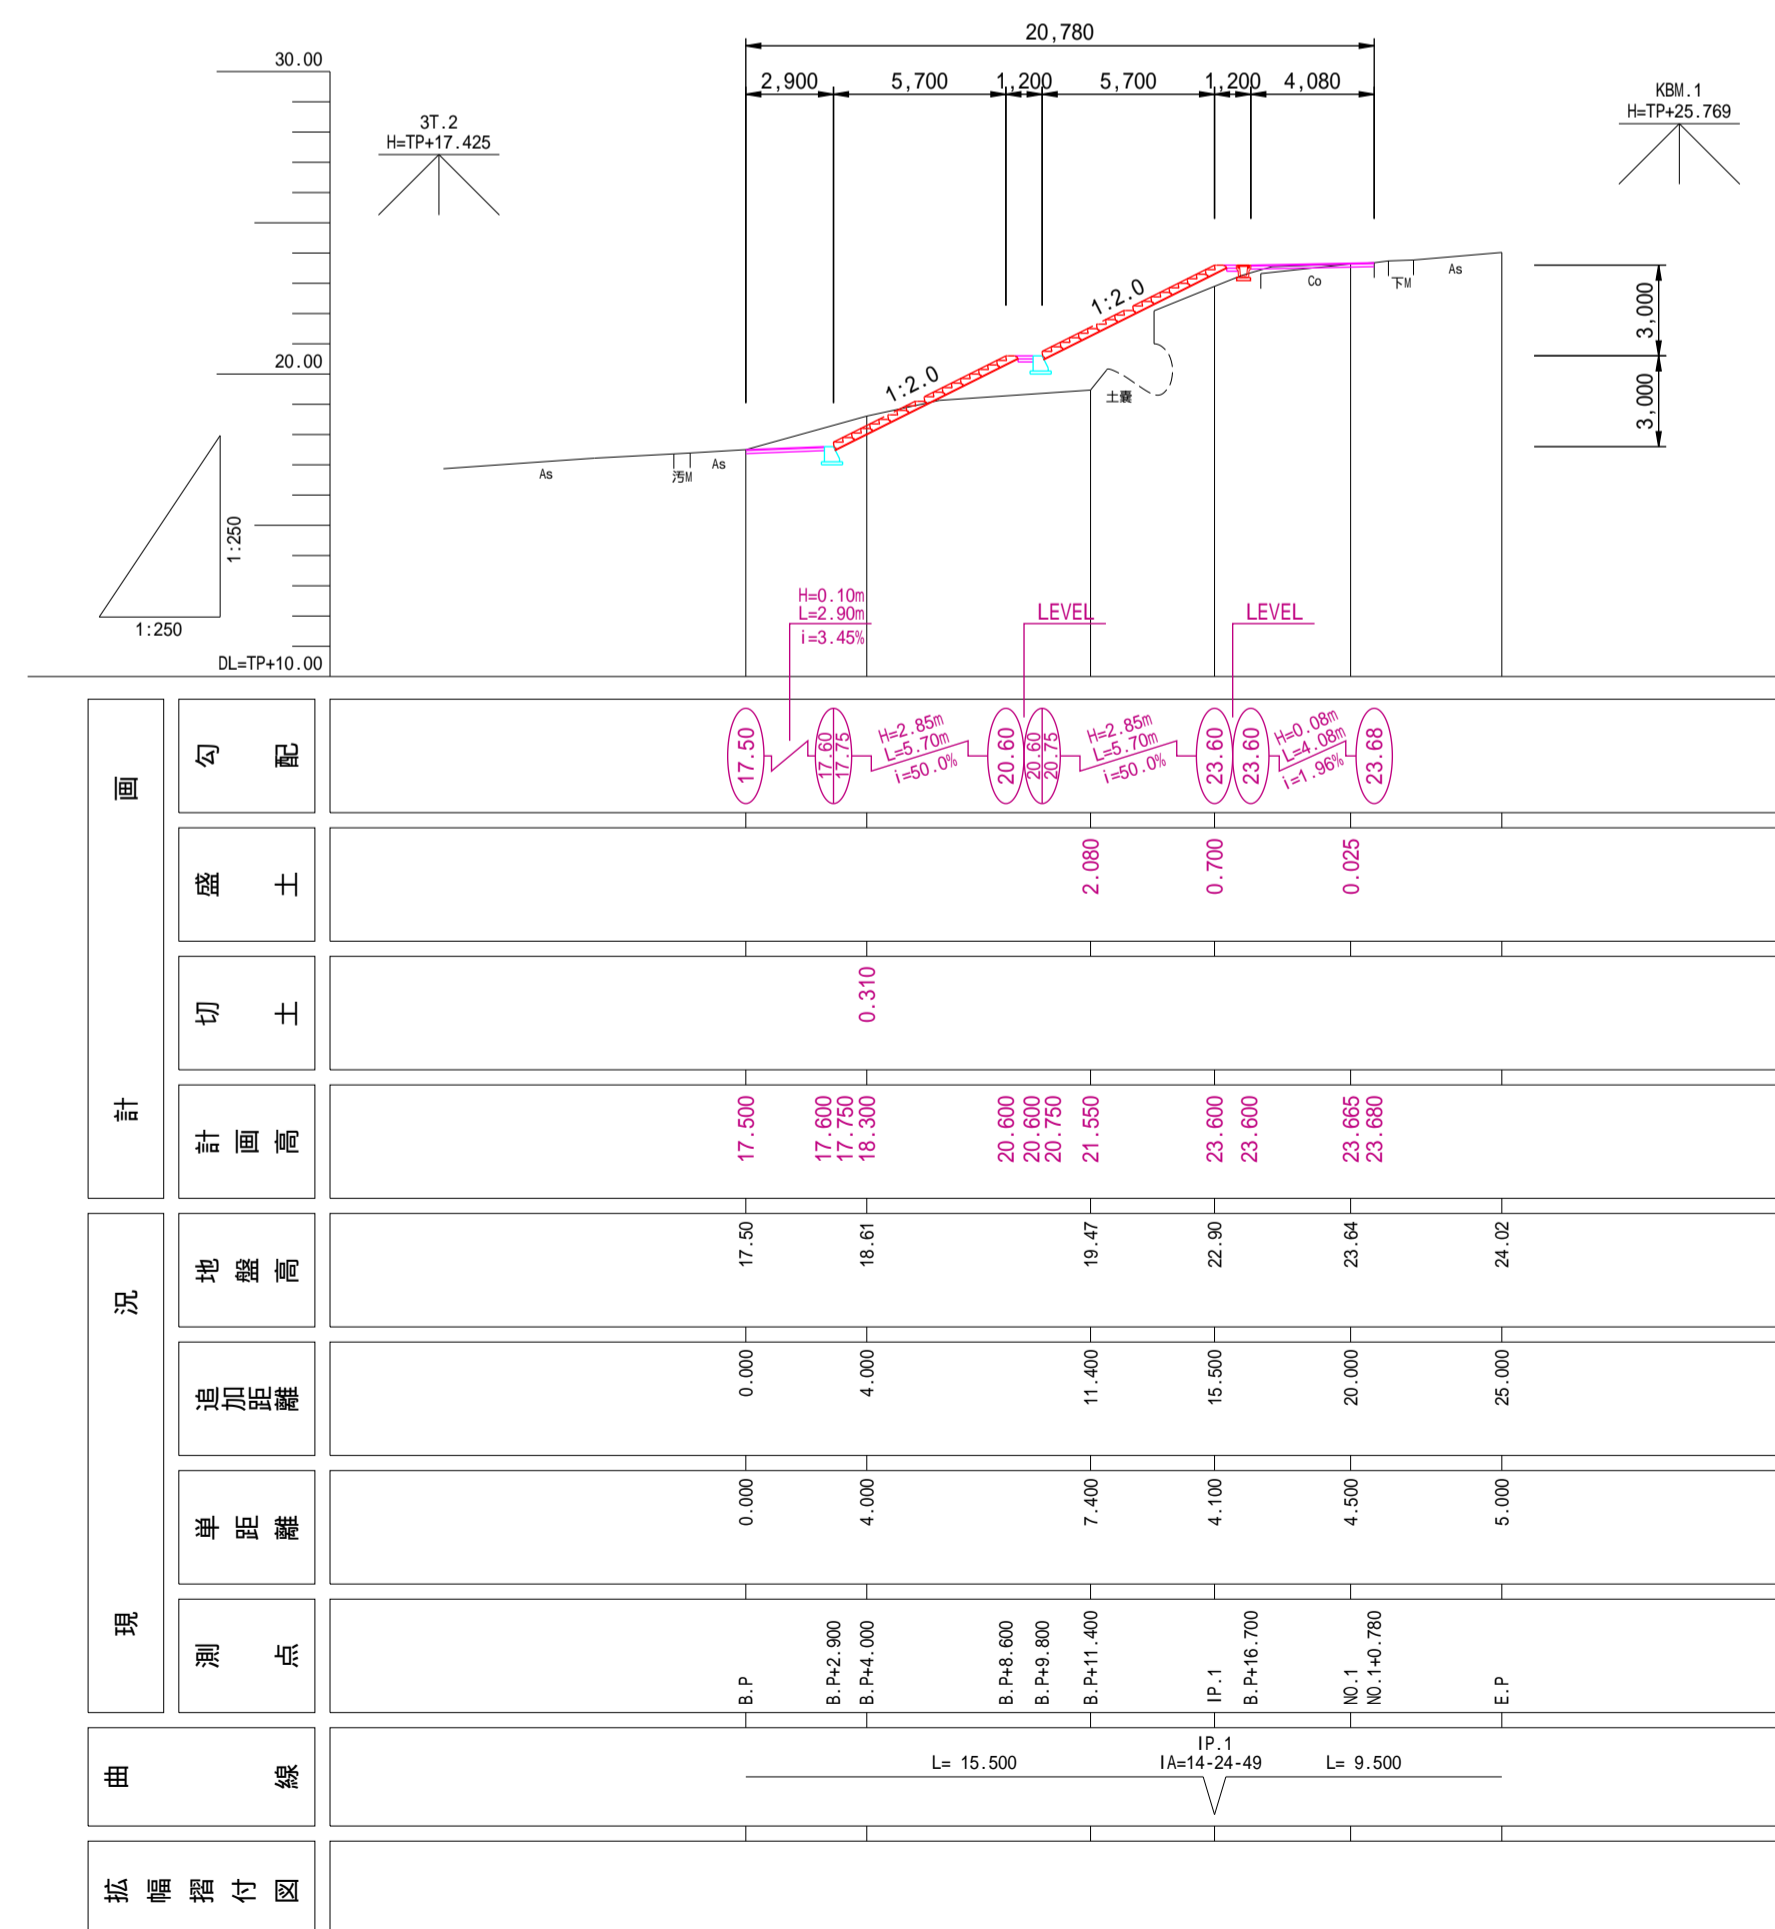 20,780
2,900 5,700 1,200 5,700 1,200 4,080
30.00
3T.2
H=TP+17.425
KBM.1
H=TP+25.769
20.00
1:2.0
1:2.0
3,000
3,000
As
汚M
As
土嚢
Co
下M
As
1:250
1:250
DL=TP+10.00
H=0.10m
L=2.90m
i=3.45%
LEVEL
LEVEL
計画
勾配
17.50
17.60
17.75
H=2.85m
L=5.70m
i=50.0%
20.60
20.60
20.75
H=2.85m
L=5.70m
i=50.0%
23.60
23.60
H=0.08m
L=4.08m
i=1.96%
23.68
盛土
2.080
0.700
0.025
切土
0.310
計画高
17.500
17.600
17.750
18.300
20.600
20.600
20.750
21.550
23.600
23.600
23.665
23.680
現況
地盤高
17.50
18.61
19.47
22.90
23.64
24.02
追加距離
0.000
4.000
11.400
15.500
20.000
25.000
単距離
0.000
4.000
7.400
4.100
4.500
5.000
測点
B.P
B.P+2.900
B.P+4.000
B.P+8.600
B.P+9.800
B.P+11.400
IP.1
B.P+16.700
NO.1
NO.1+0.780
E.P
曲線
L= 15.500
IP.1
IA=14-24-49
L= 9.500
拡幅摺付図